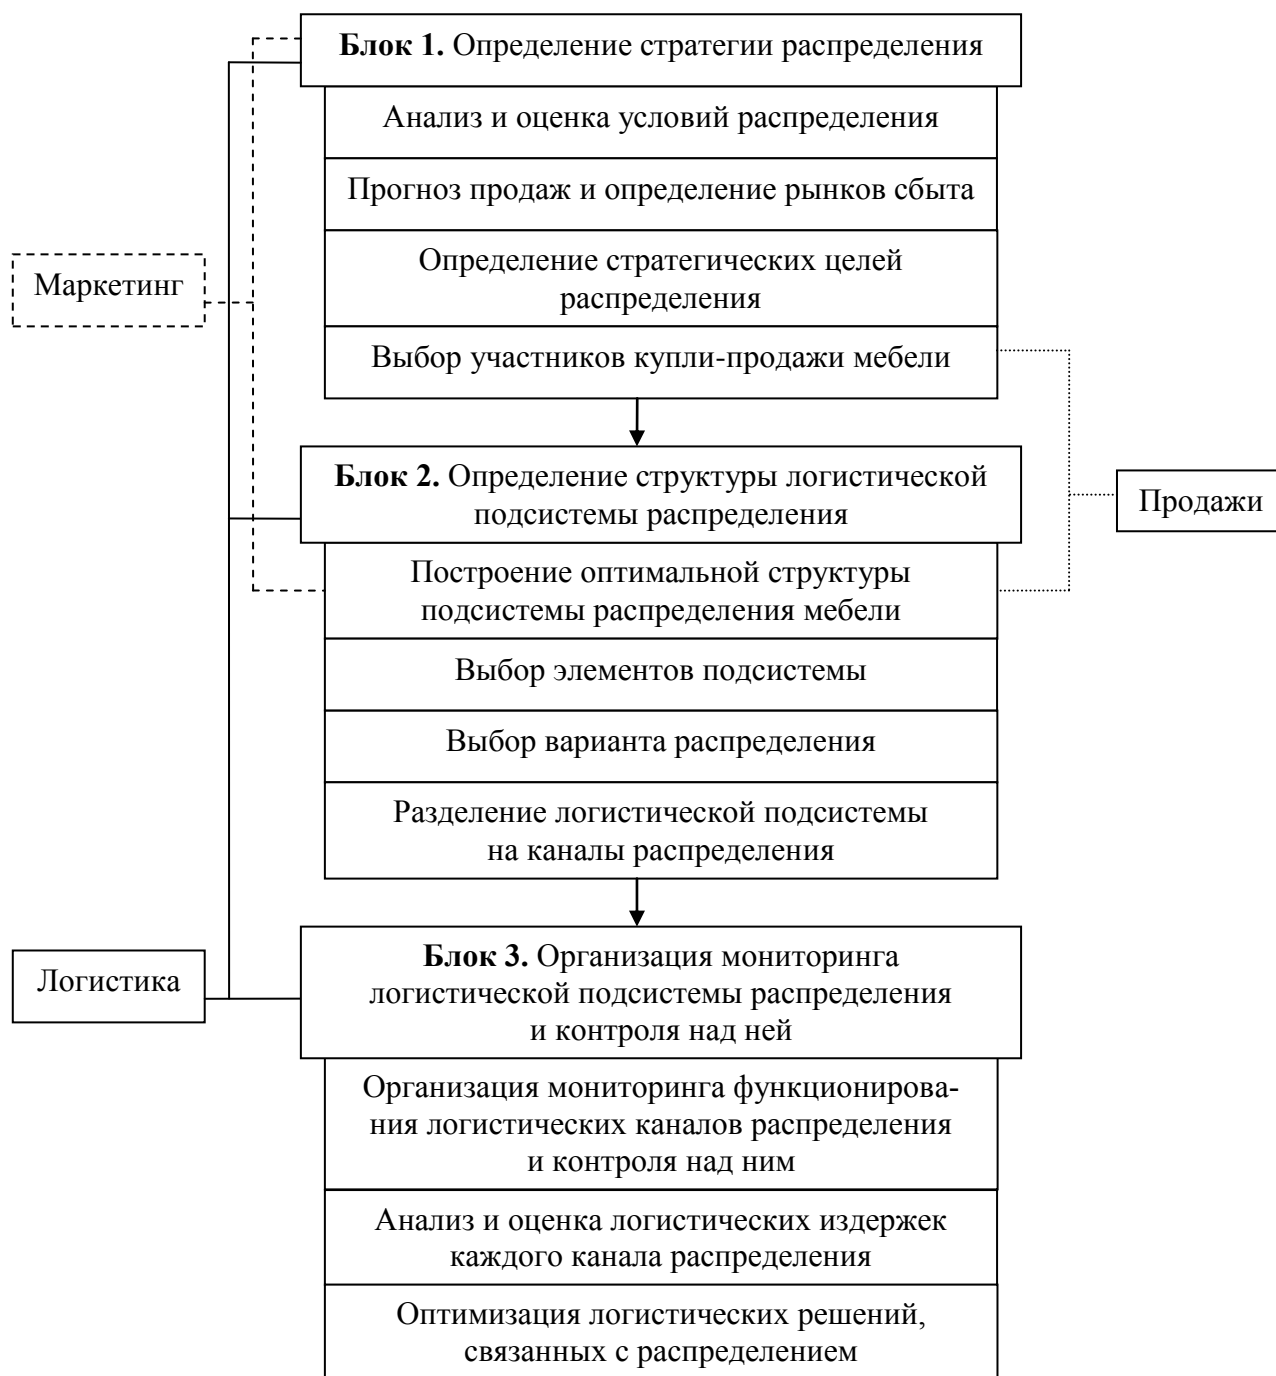 Блок 1. Определение стратегии распределения
Анализ и оценка условий распределения
Прогноз продаж и определение рынков сбыта
Определение стратегических целей
распределения
Маркетинг
Выбор участников купли-продажи мебели
Блок 2. Определение структуры логистической
подсистемы распределения
Продажи
Построение оптимальной структуры
подсистемы распределения мебели
Выбор элементов подсистемы
Выбор варианта распределения
Разделение логистической подсистемы
на каналы распределения
Блок 3. Организация мониторинга
логистической подсистемы распределения
и контроля над ней
Логистика
Организация мониторинга функционирова-
ния логистических каналов распределения
и контроля над ним
Анализ и оценка логистических издержек
каждого канала распределения
Оптимизация логистических решений,
связанных с распределением